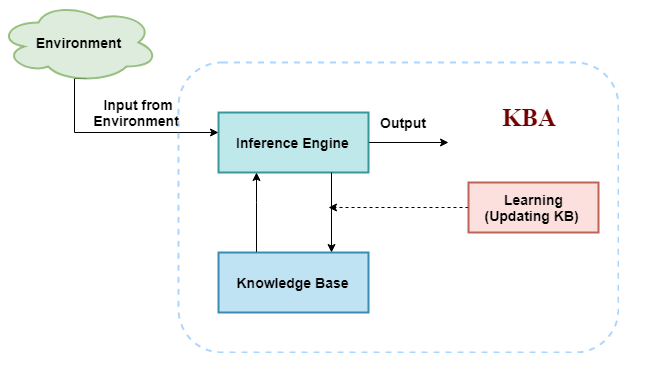 Environment
Input from
Environment
Inference Engine
Output
KBA
Learning
(Updating KB)
Knowledge Base